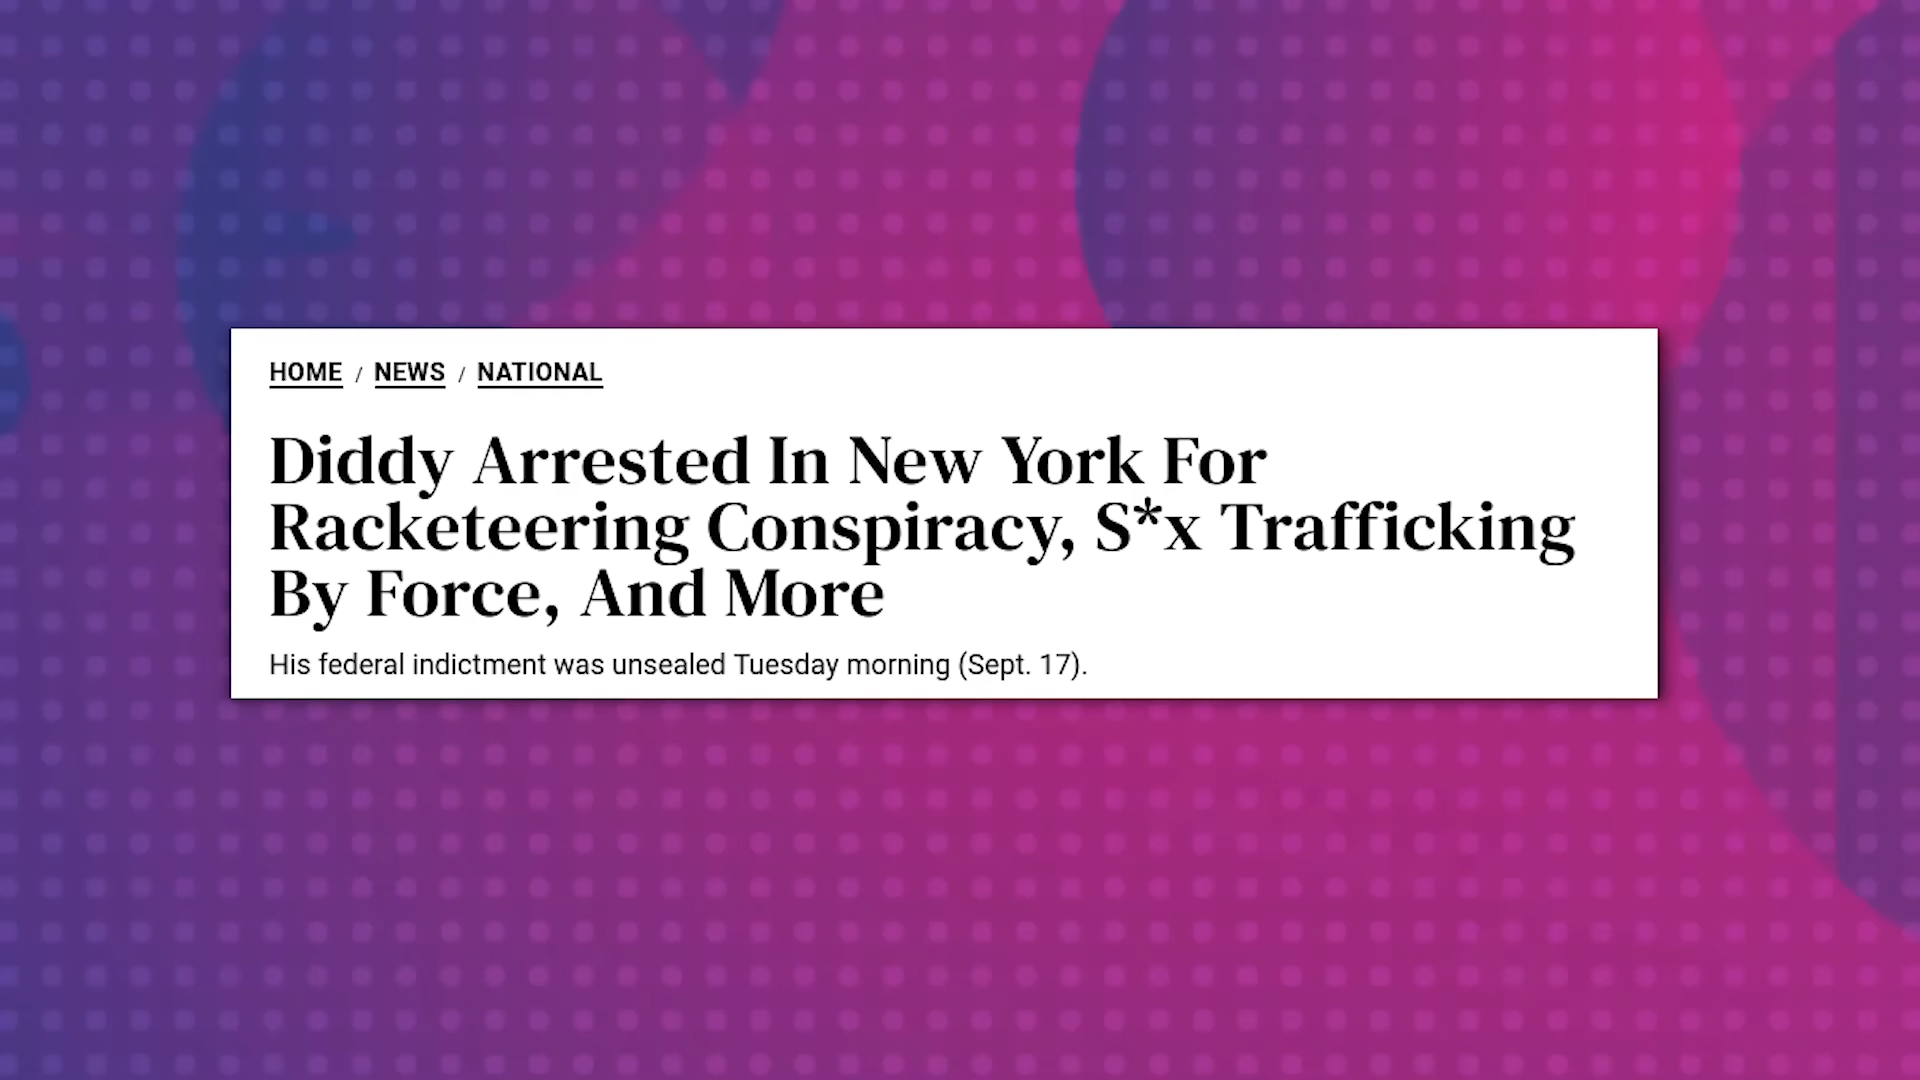 HOME / NEWS / NATIONAL
Diddy Arrested In New York For
Racketeering Conspiracy, S*x Trafficking
By Force, And More
His federal indictment was unsealed Tuesday morning (Sept. 17).